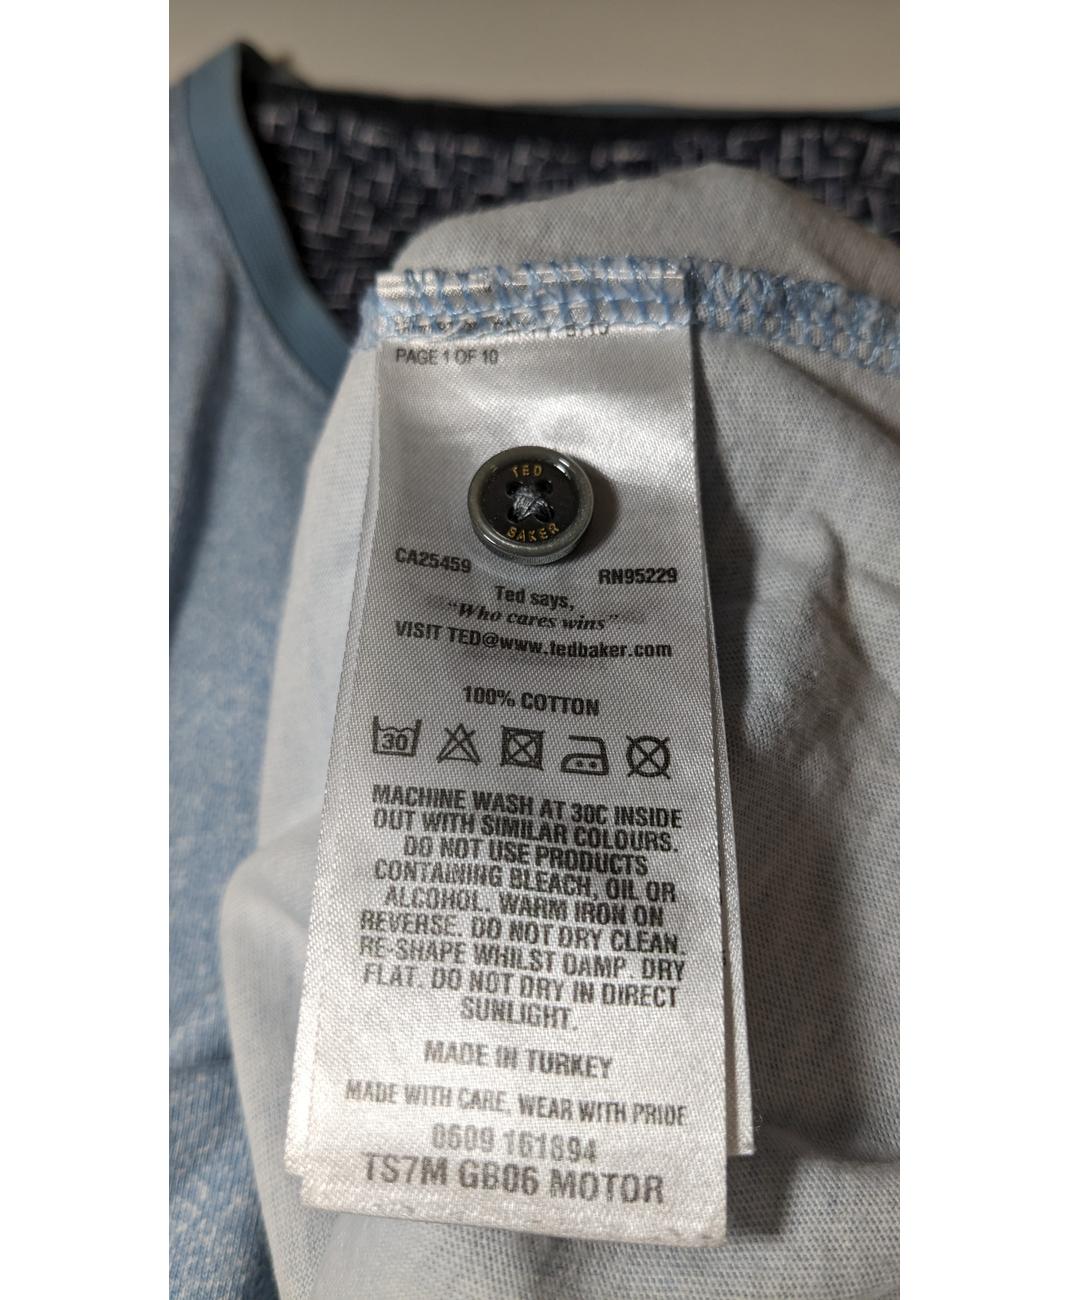 PAGE 1 OF 10
TED
BAKER
CA25459
RN95229
Ted says,
"Who cares wins"
VISIT TED@www.tedbaker.com
100% COTTON
30
MACHINE WASH AT 30C INSIDE
OUT WITH SIMILAR COLOURS.
DO NOT USE PRODUCTS
CONTAINING BLEACH, OIL OR
ALCOHOL. WARM IRON ON
REVERSE. DO NOT DRY CLEAN.
RE-SHAPE WHILST DAMP. DRY
FLAT. DO NOT DRY IN DIRECT
SUNLIGHT.
MADE IN TURKEY
MADE WITH CARE, WEAR WITH PRIDE
0609 161894
TS7M GB06 MOTOR